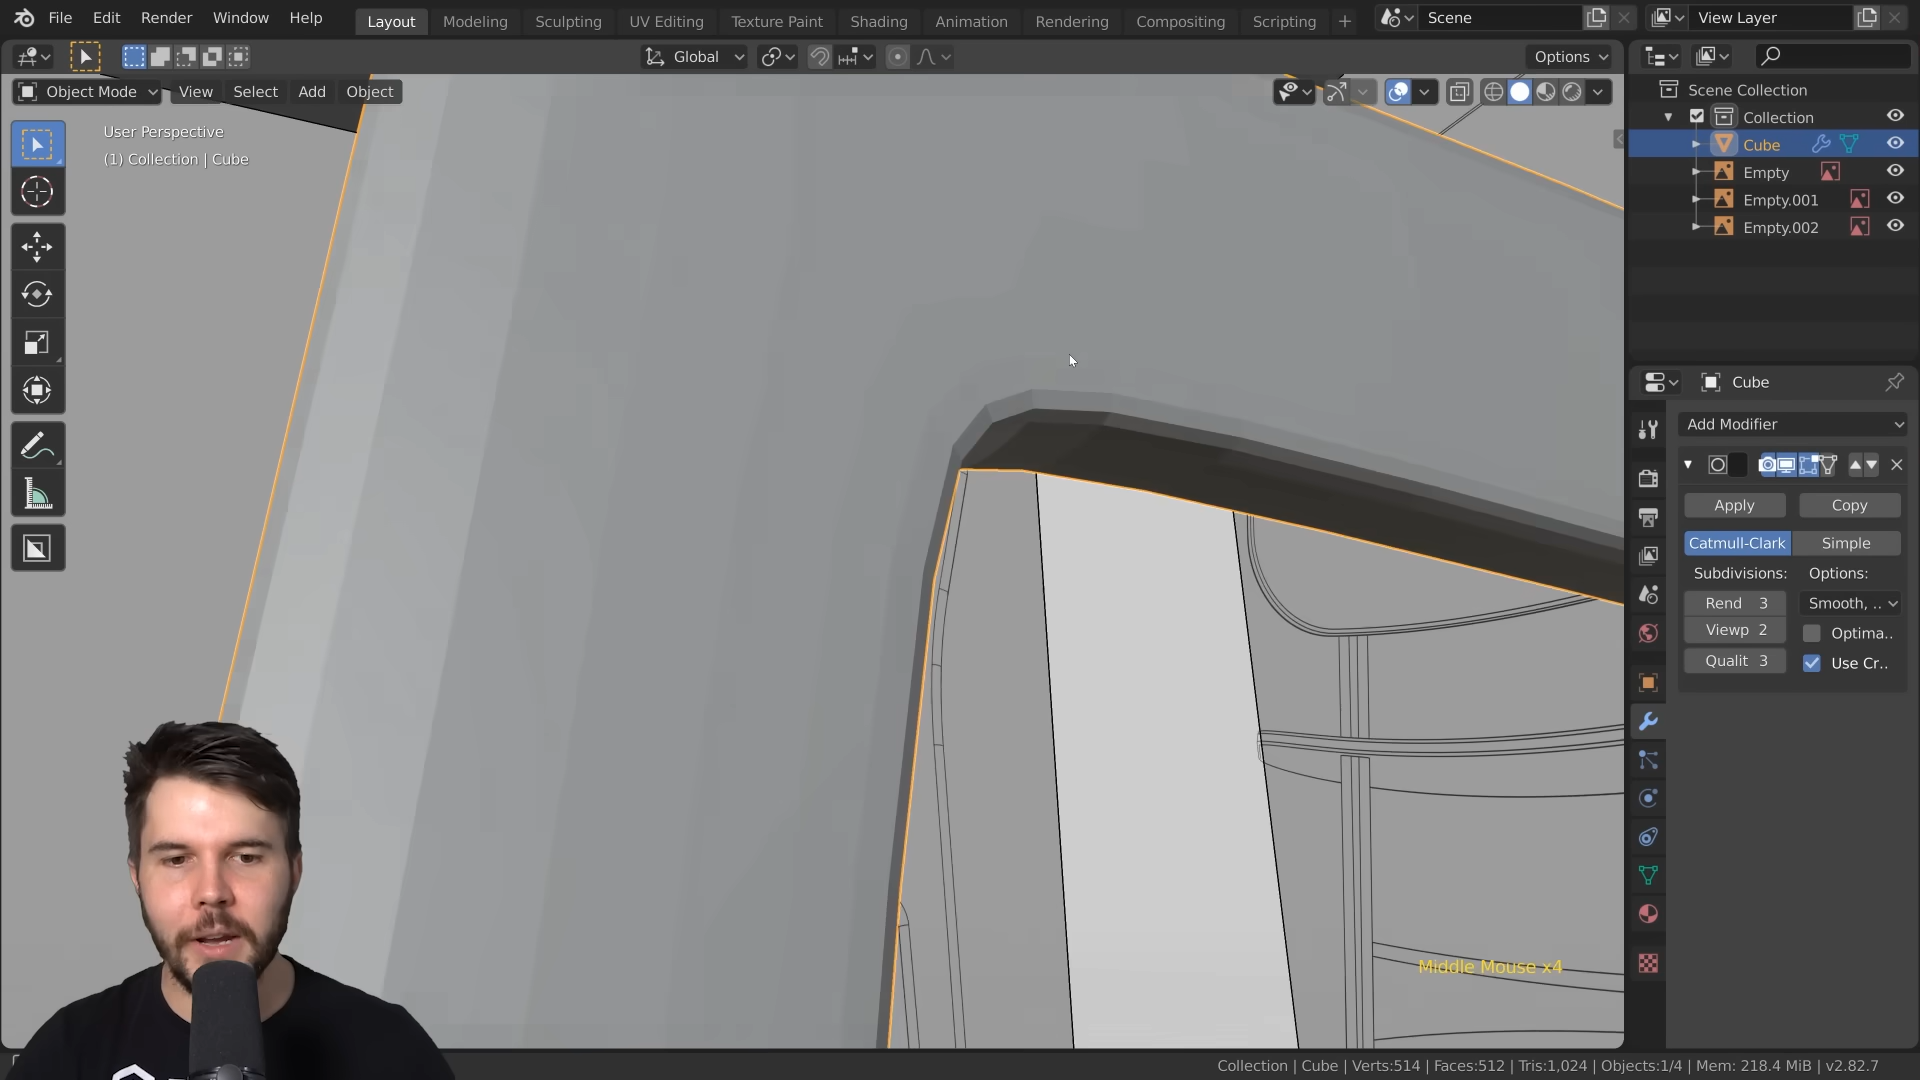 File Edit Render Window Help Layout Modeling Sculpting UV Editing Texture Paint Shading Animation Rendering Compositing Scripting + Scene View Layer
Global Options
Object Mode View Select Add Object
User Perspective
(1) Collection | Cube
Scene Collection
Collection
Cube
Empty
Empty.001
Empty.002
Cube
Add Modifier
Apply Copy
Catmull-Clark Simple
Subdivisions: Options:
Rend 3 Smooth, ..
Viewp 2 Optima..
Qualit 3 Use Cr..
Middle Mouse x4
Collection | Cube | Verts:514 | Faces:512 | Tris:1,024 | Objects:1/4 | Mem: 218.4 MiB | v2.82.7